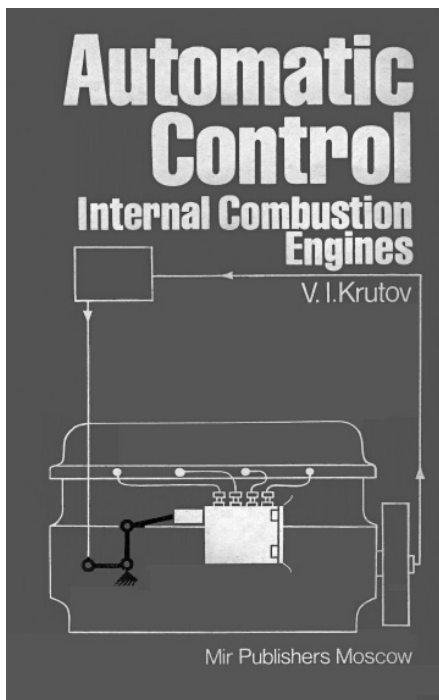 Automatic
Control
Internal Combustion
Engines
V.I.Krutov
Mir Publishers Moscow